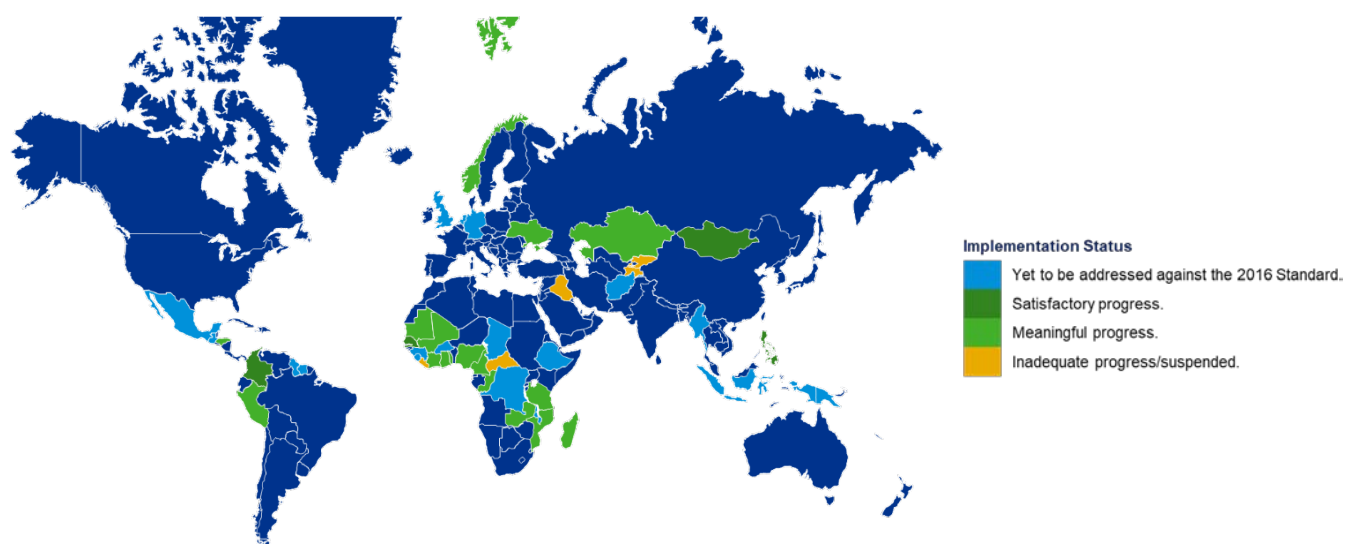 Implementation Status
Yet to be addressed against the 2016 Standard.
Satisfactory progress.
Meaningful progress.
Inadequate progress/suspended.